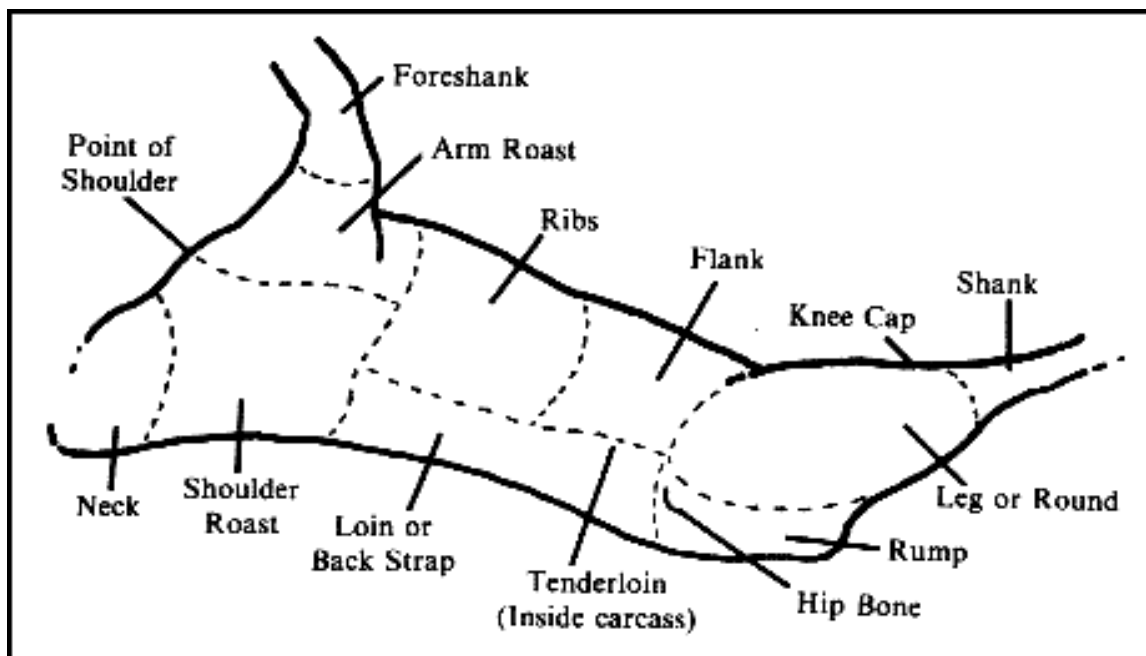 Foreshank
Point of
Shoulder
Arm Roast
Ribs
Flank
Shank
Knee Cap
Neck
Shoulder
Roast
Loin or
Back Strap
Tenderloin
(Inside carcass)
Hip Bone
Rump
Leg or Round